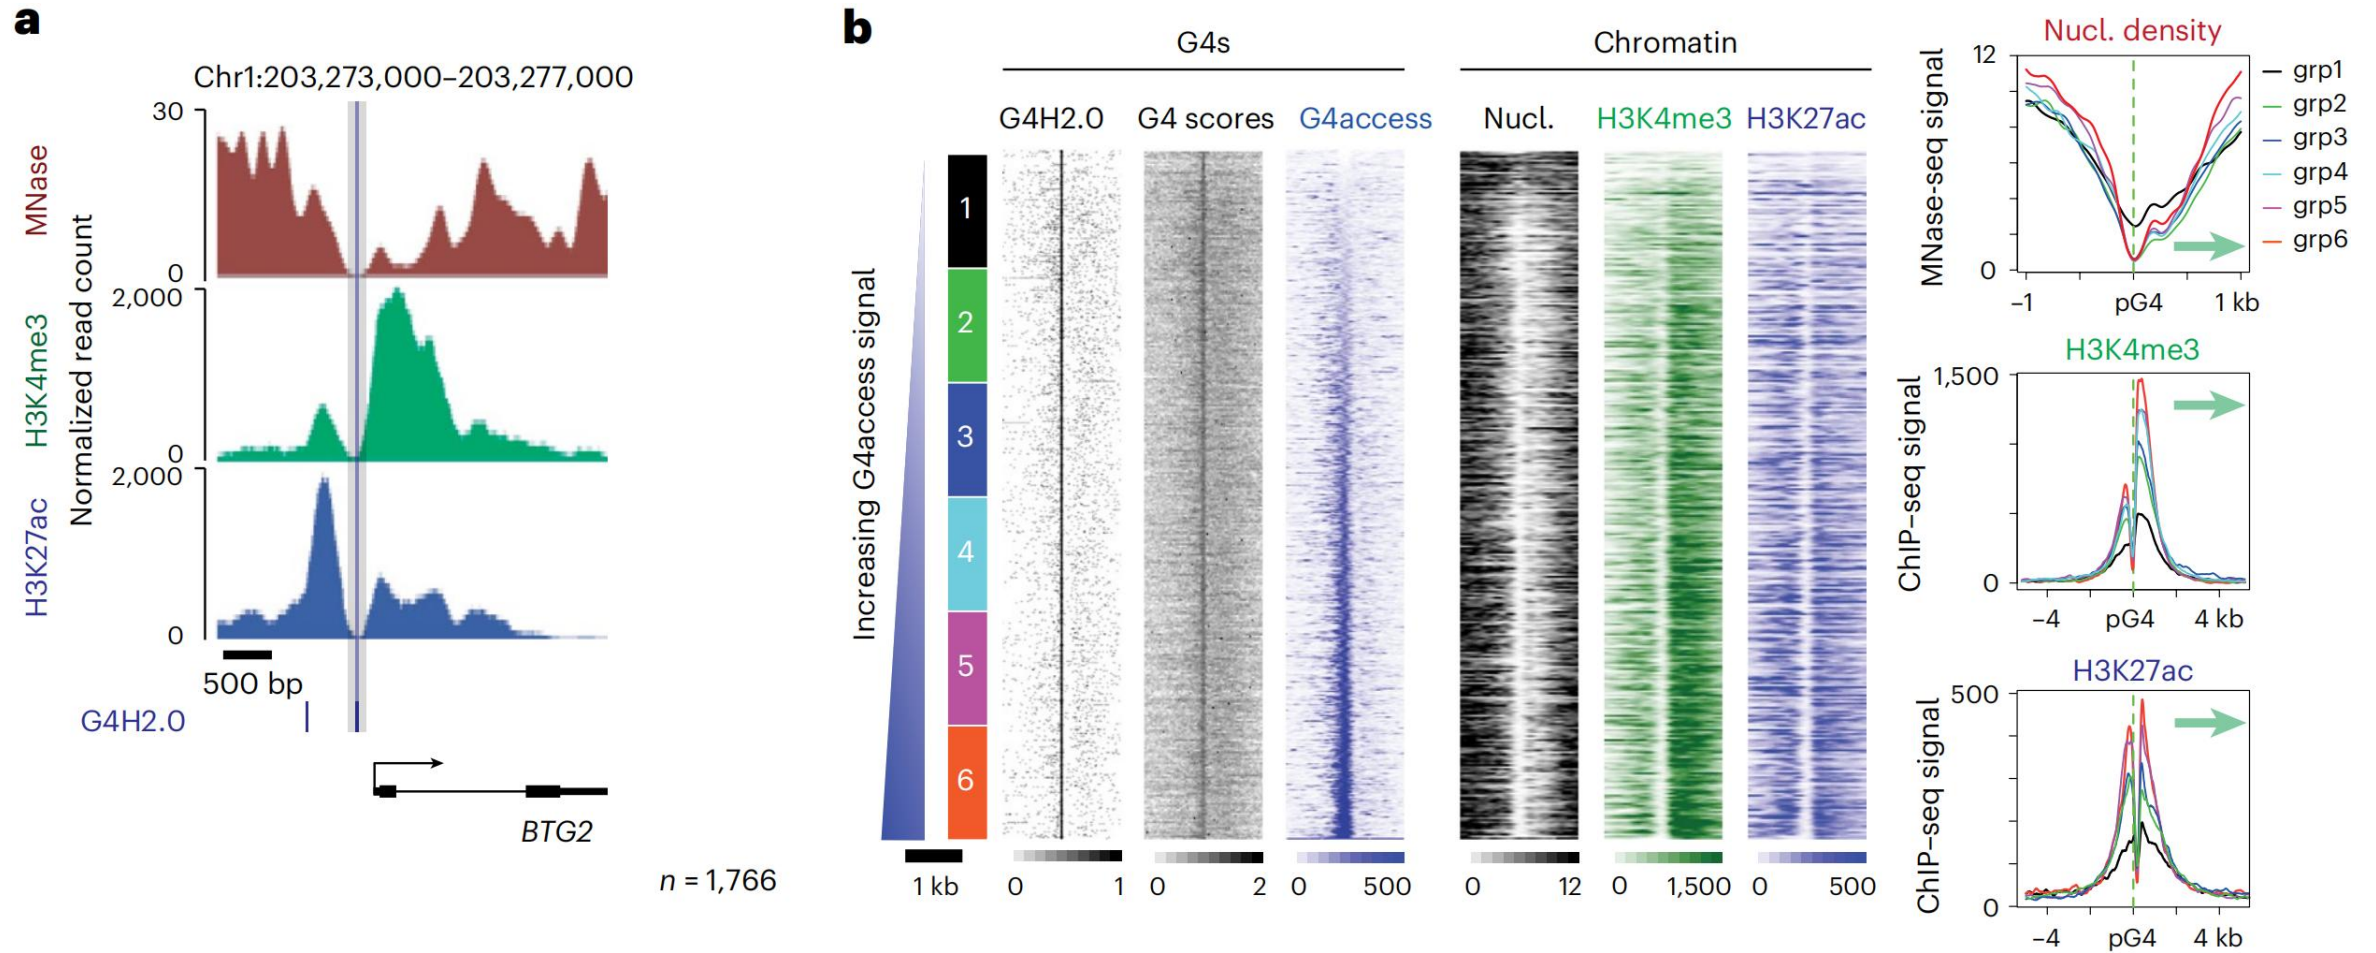 a
Chr1:203,273,000–203,277,000
MNase
H3K4me3
H3K27ac
Normalized read count
30
0
2,000
0
2,000
0
500 bp
G4H2.0
BTG2
n = 1,766
b
G4s
Chromatin
G4H2.0
G4 scores
G4access
Nucl.
H3K4me3
H3K27ac
Increasing G4access signal
1
2
3
4
5
6
1 kb
0 1
0 2
0 500
0 12
0 1,500
0 500
Nucl. density
MNase-seq signal
12
0
–1 pG4 1 kb
grp1
grp2
grp3
grp4
grp5
grp6
H3K4me3
ChIP–seq signal
1,500
0
–4 pG4 4 kb
H3K27ac
ChIP–seq signal
500
0
–4 pG4 4 kb